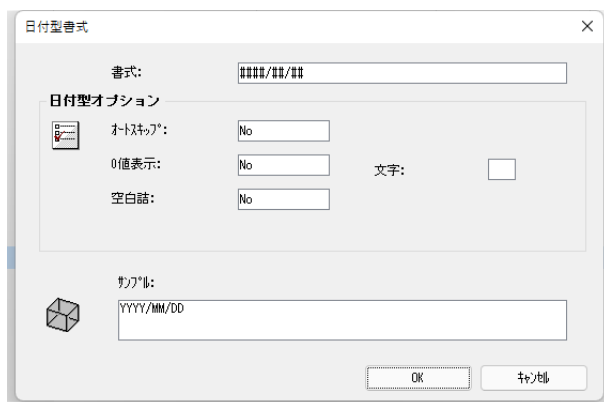 日付型書式
書式: ####/##/##
日付型オプション
ｵｰﾄｽｷｯﾌﾟ: No
0値表示: No 文字:
空白詰: No
ｻﾝﾌﾟﾙ:
YYYY/MM/DD
OK ｷｬﾝｾﾙ